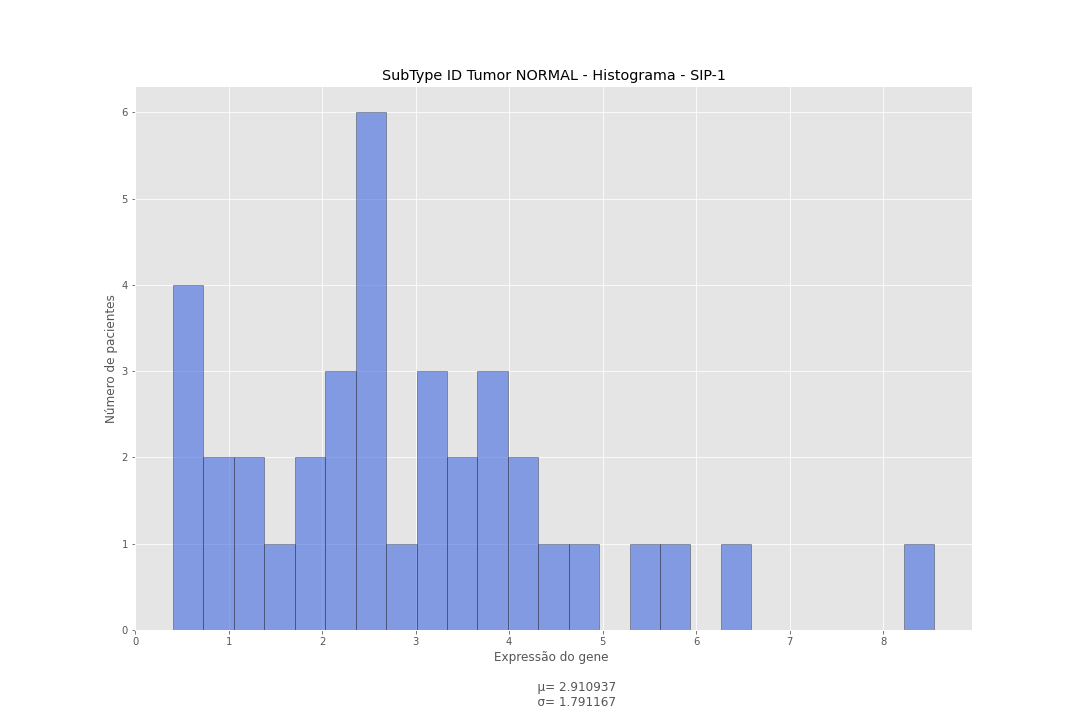 SubType ID Tumor NORMAL - Histograma - SIP-1
6
5
4
3
2
1
0
Número de pacientes
0 1 2 3 4 5 6 7 8
Expressão do gene
μ= 2.910937
σ= 1.791167